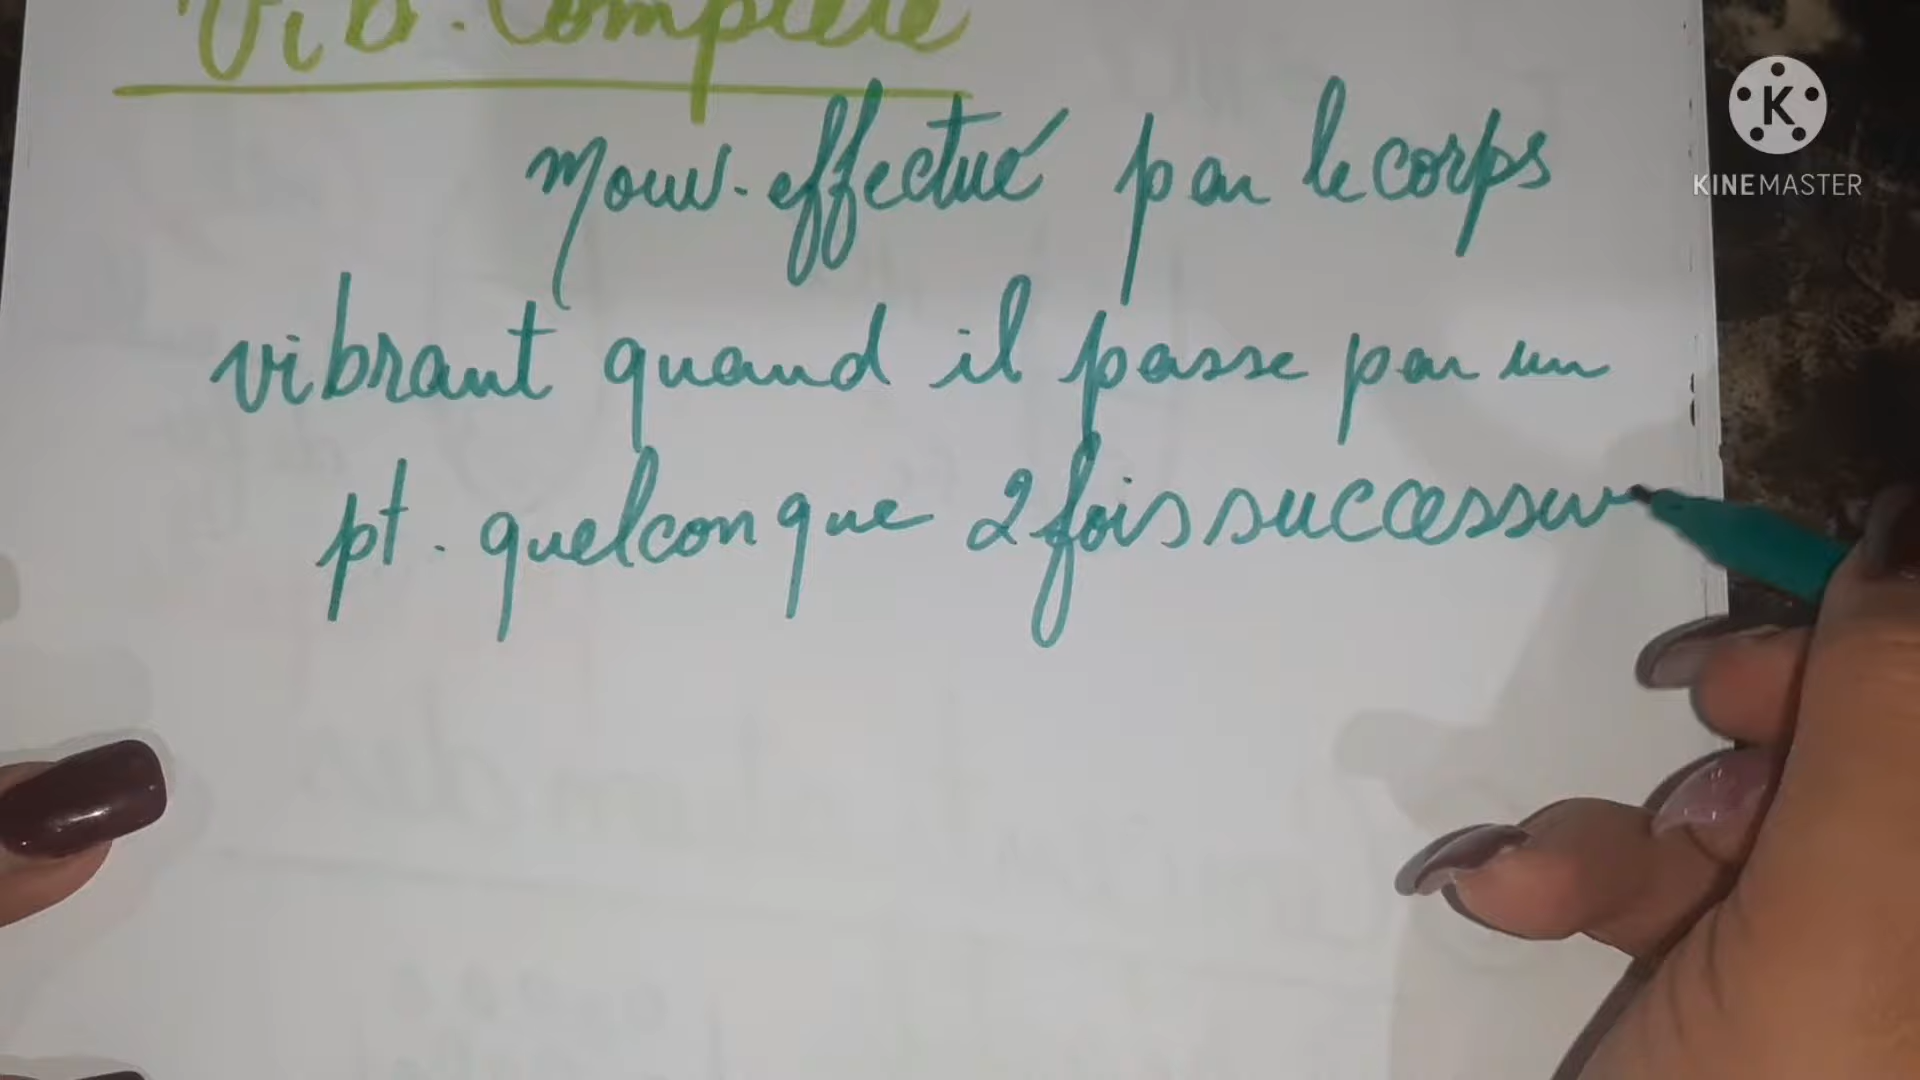 Vib. Complète
Mouv. effectué par le corps
vibrant quand il passe par un
pt. quelconque 2 fois successiv
K
KINEMASTER